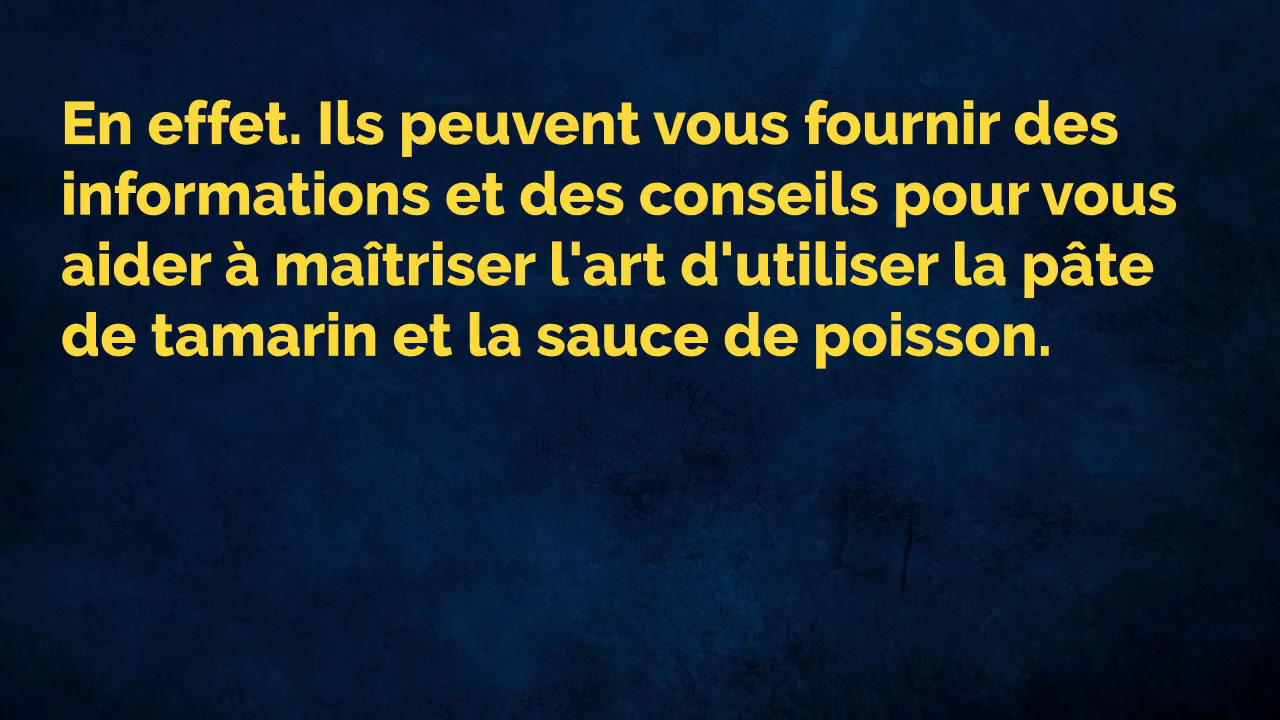 En effet. Ils peuvent vous fournir des
informations et des conseils pour vous
aider à maîtriser l'art d'utiliser la pâte
de tamarin et la sauce de poisson.